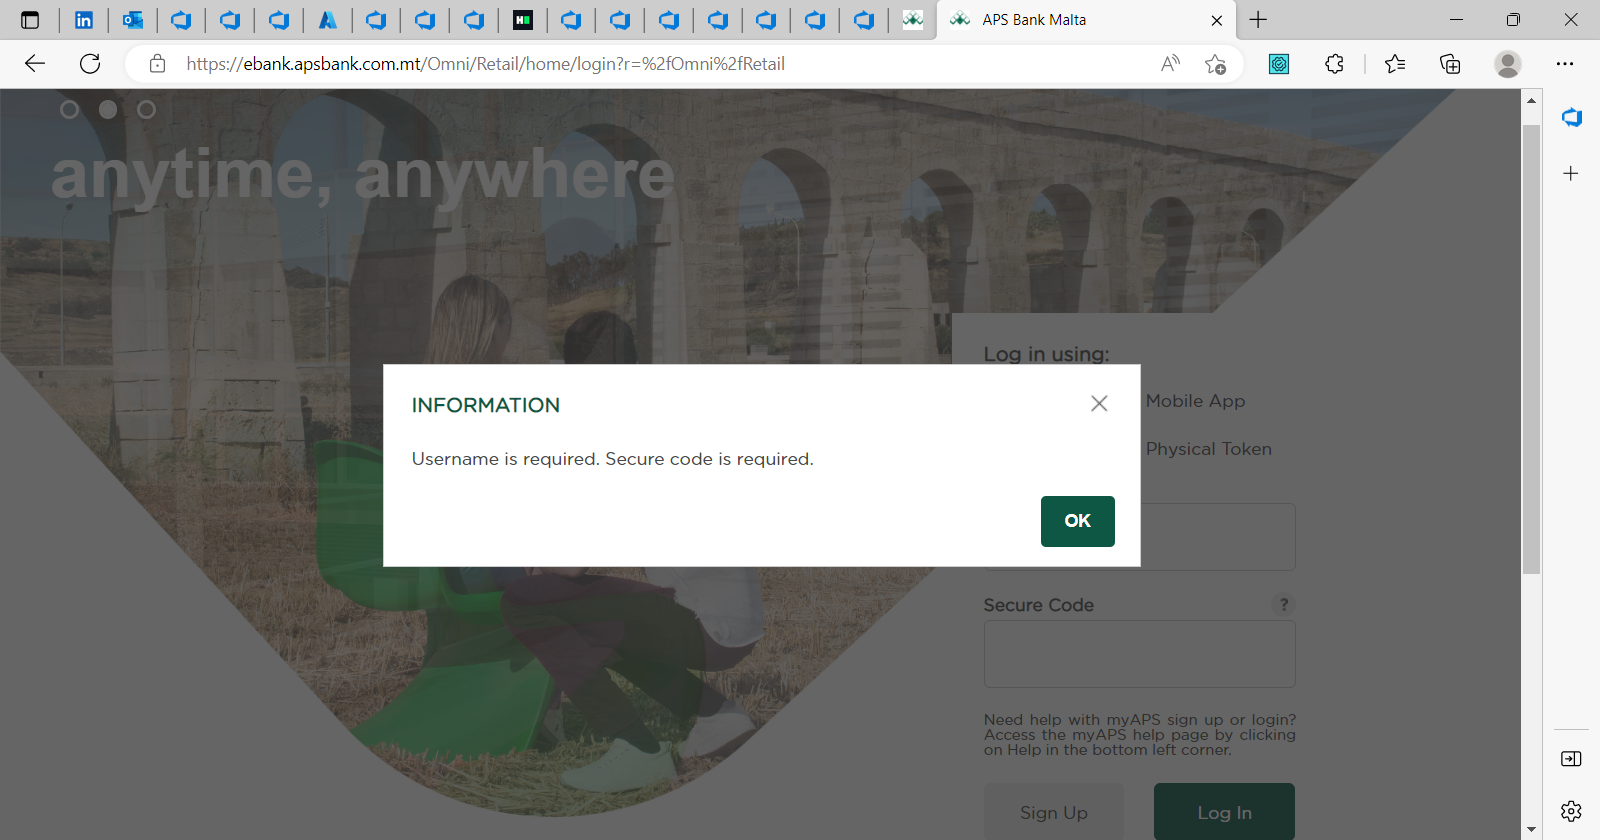 APS Bank Malta
https://ebank.apsbank.com.mt/Omni/Retail/home/login?r=%2fOmni%2fRetail
anytime, anywhere
Log in using:
Mobile App
Physical Token
INFORMATION
Username is required. Secure code is required.
OK
Secure Code ?
Need help with myAPS sign up or login?
Access the myAPS help page by clicking
on Help in the bottom left corner.
Sign Up
Log In